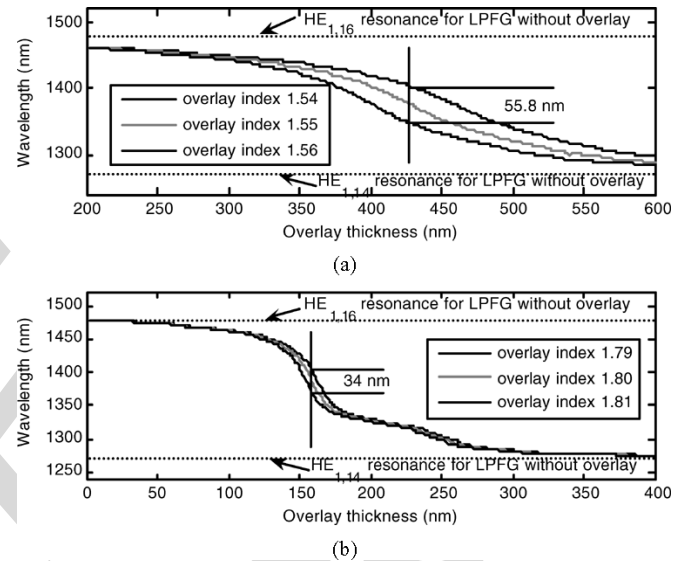 HE1,16 resonance for LPFG without overlay
1500
1400
1300
Wavelength (nm)
overlay index 1.54
overlay index 1.55
overlay index 1.56
55.8 nm
HE1,14 resonance for LPFG without overlay
200 250 300 350 400 450 500 550 600
Overlay thickness (nm)
(a)
HE1,16 resonance for LPFG without overlay
1500
1450
1400
1350
1300
1250
Wavelength (nm)
34 nm
overlay index 1.79
overlay index 1.80
overlay index 1.81
HE1,14 resonance for LPFG without overlay
0 50 100 150 200 250 300 350 400
Overlay thickness (nm)
(b)